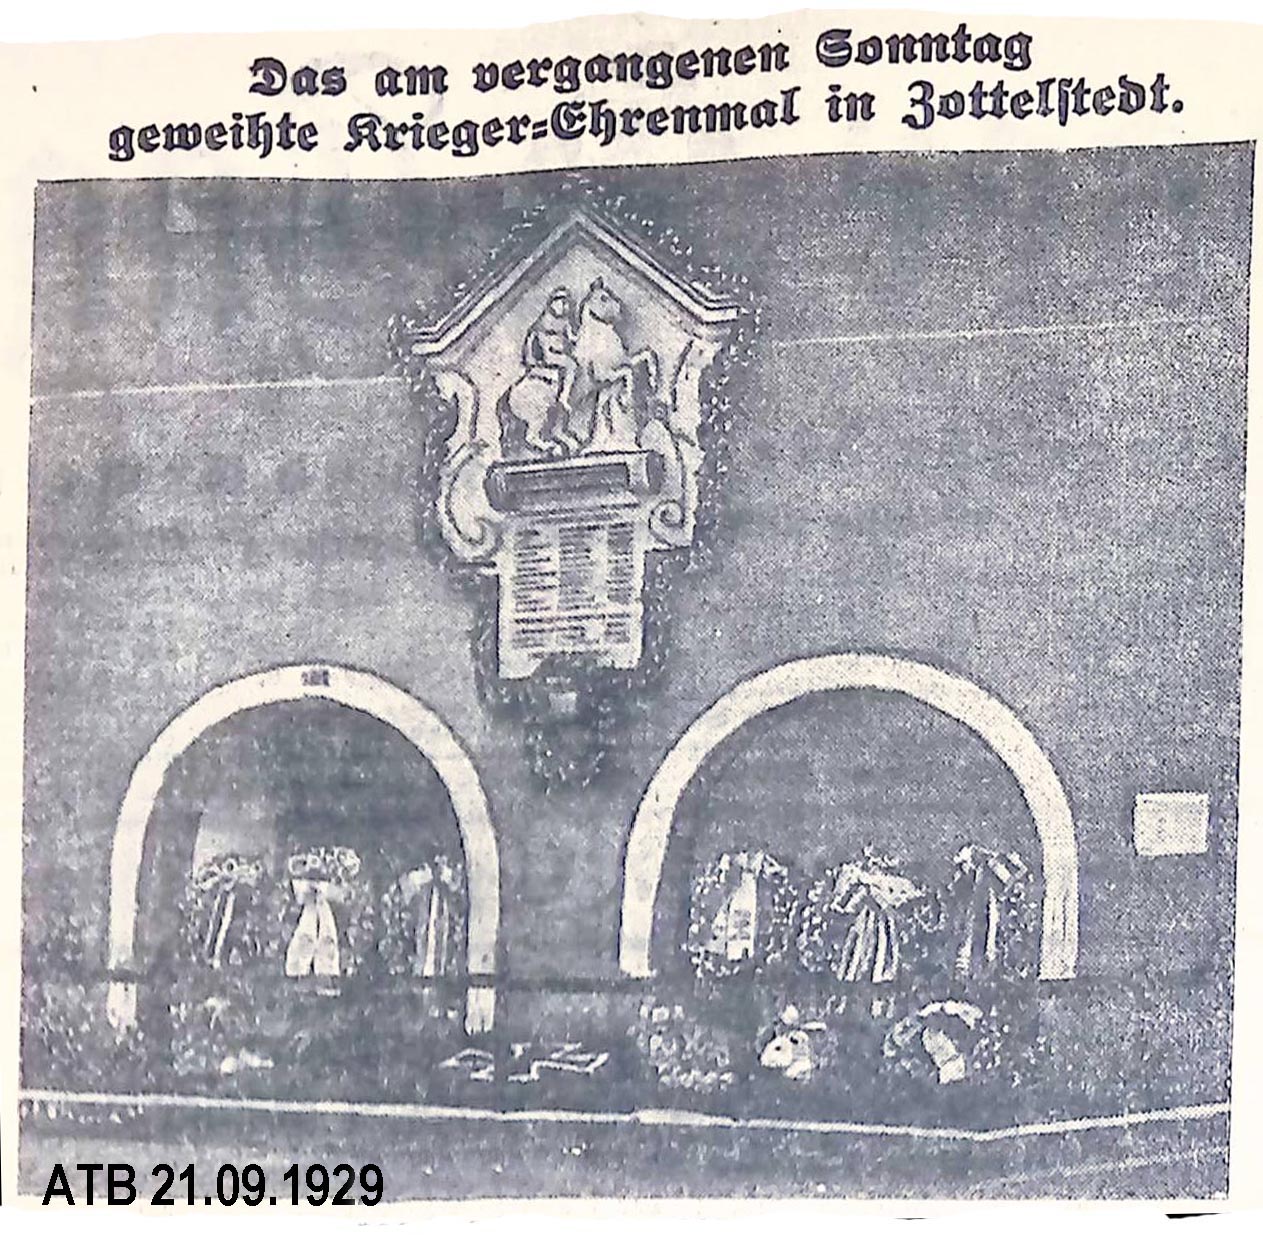 Das am vergangenen Sonntag
geweihte Krieger=Ehrenmal in Zottelstedt.
ATB 21.09.1929